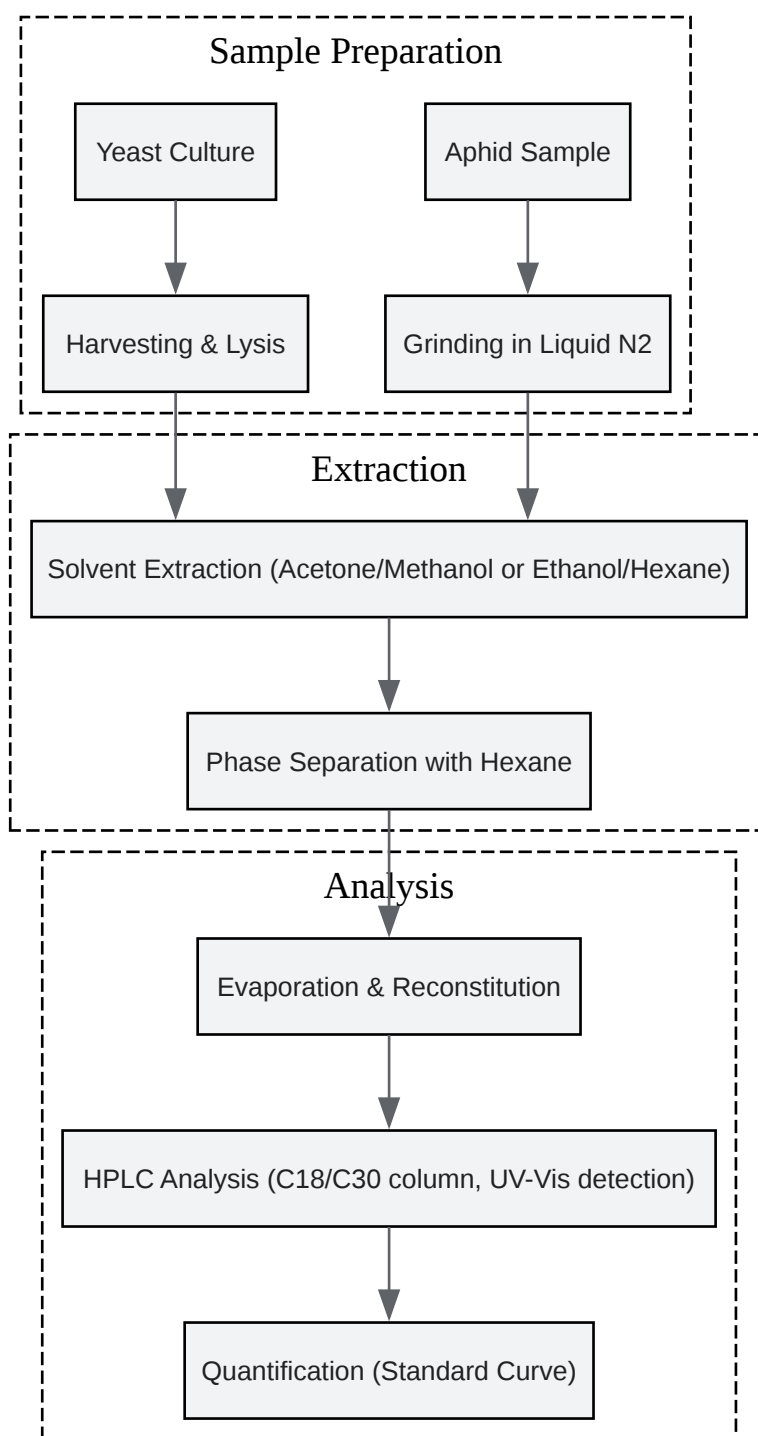 Sample Preparation
Yeast Culture
Aphid Sample
Harvesting & Lysis
Grinding in Liquid N2
Extraction
Solvent Extraction (Acetone/Methanol or Ethanol/Hexane)
Phase Separation with Hexane
Analysis
Evaporation & Reconstitution
HPLC Analysis (C18/C30 column, UV-Vis detection)
Quantification (Standard Curve)